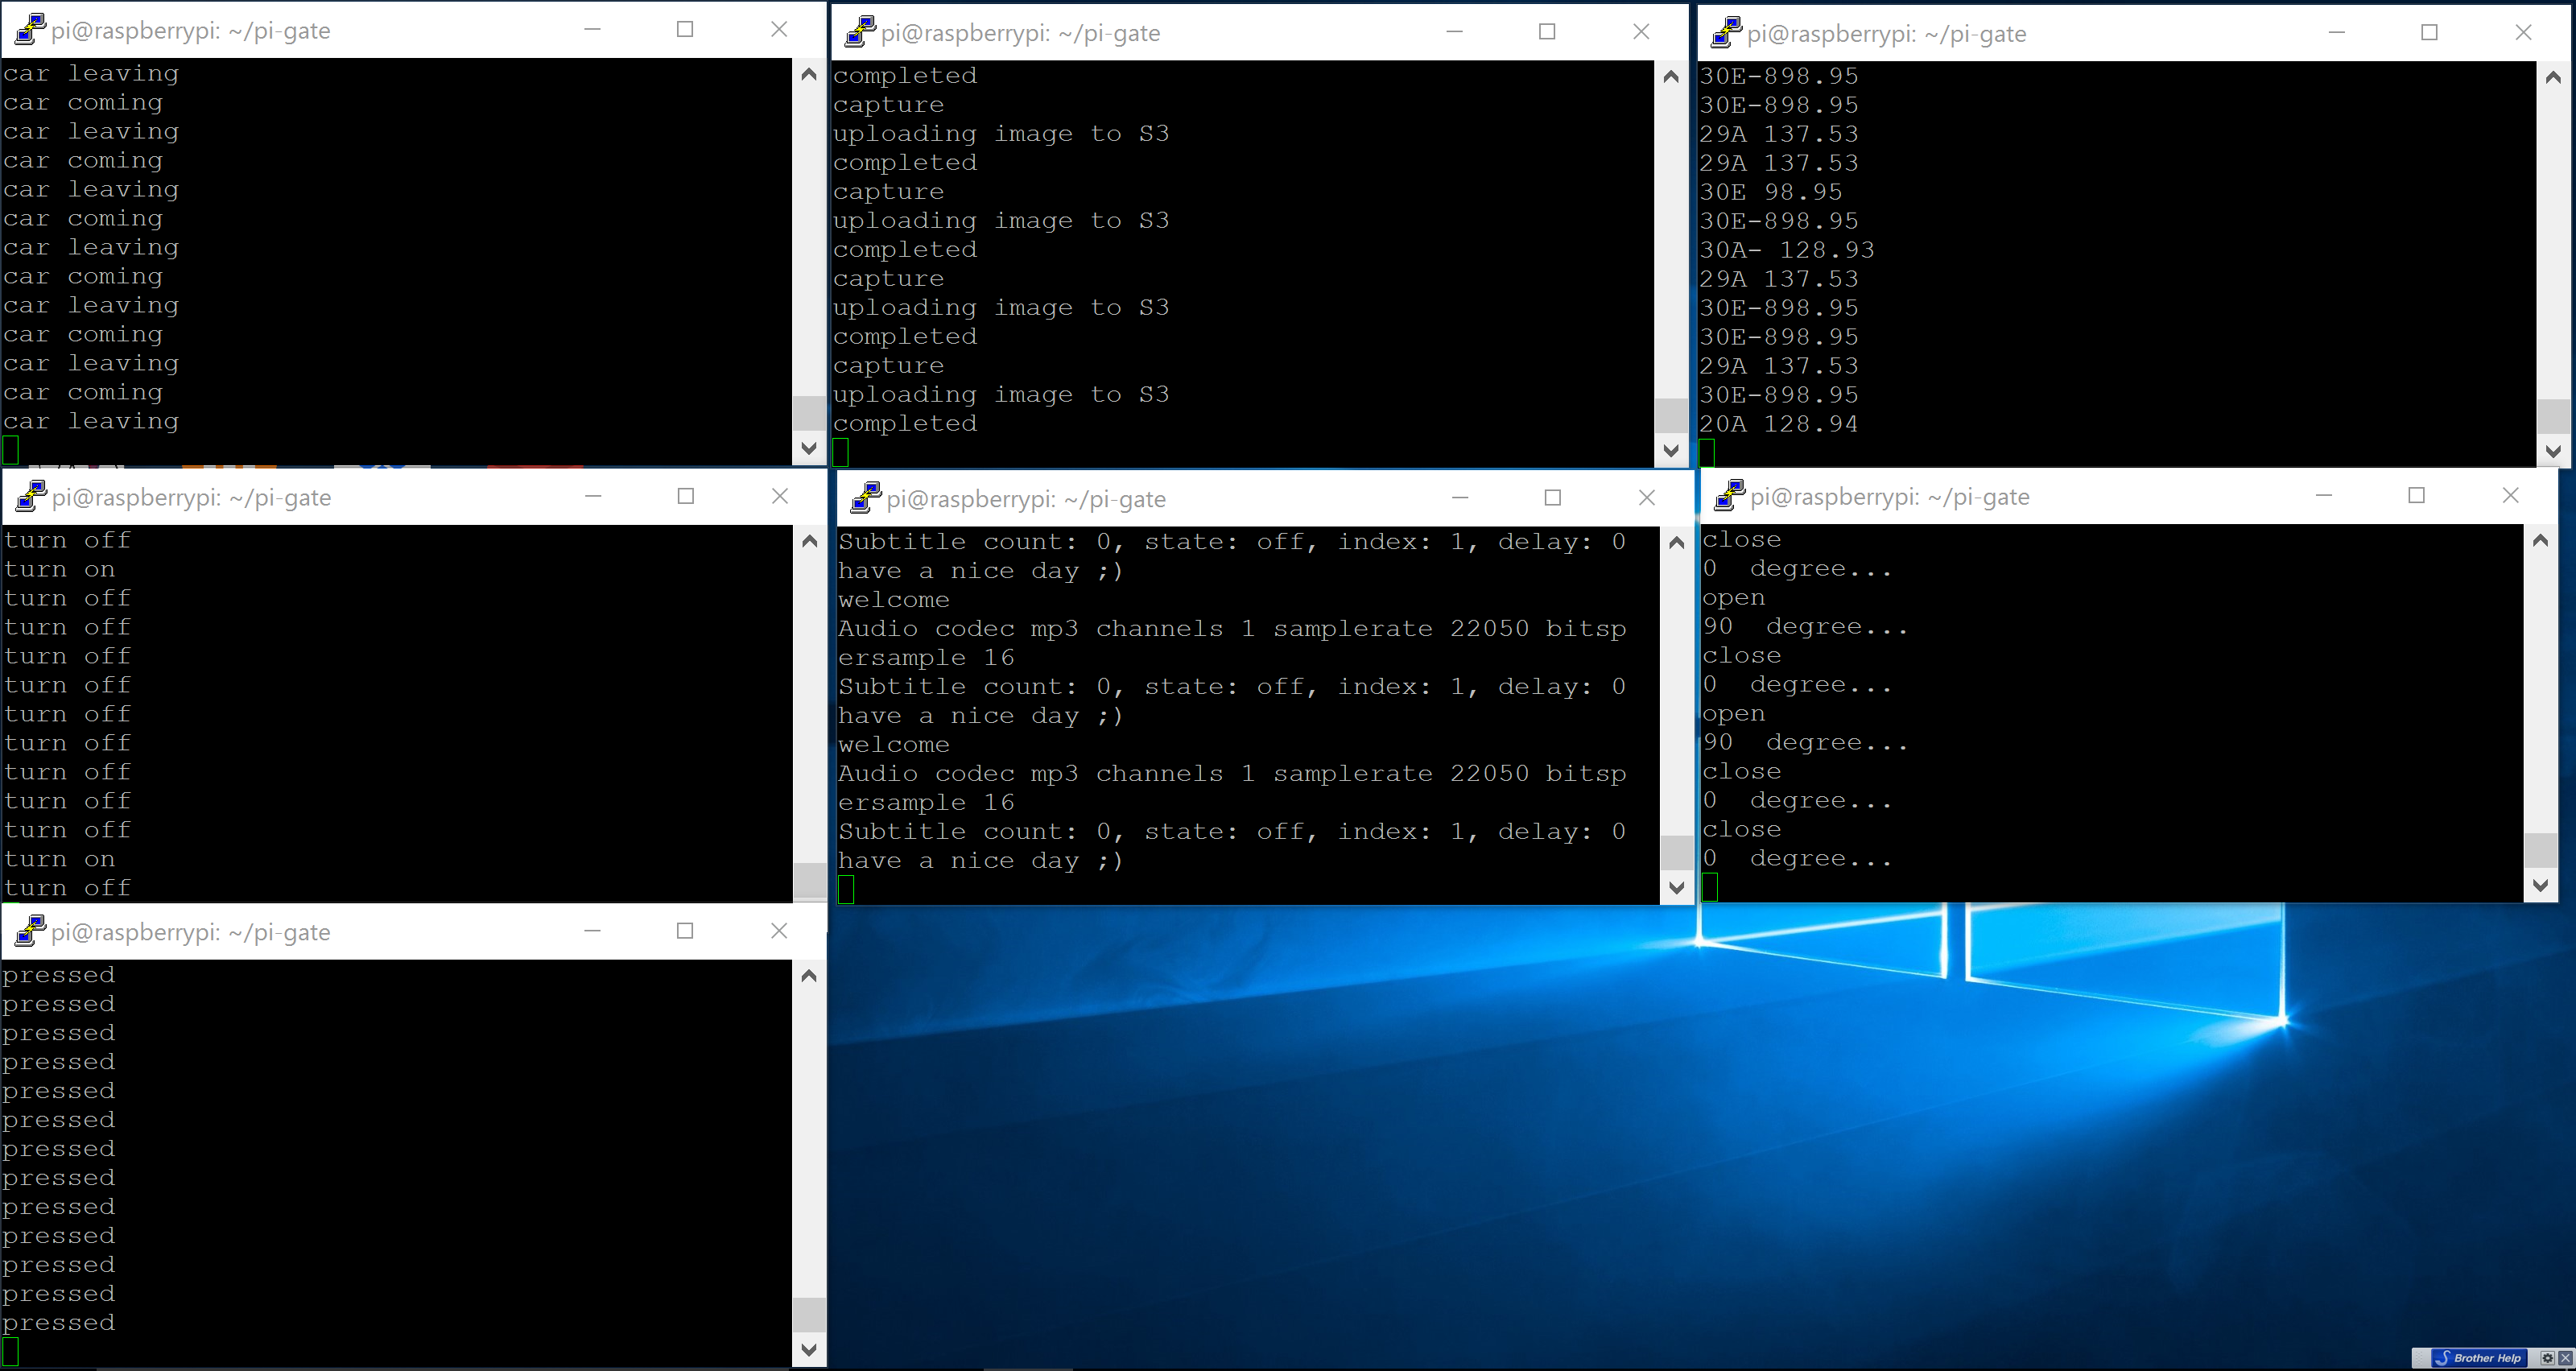 pi@raspberrypi: ~/pi-gate
car leaving
car coming
car leaving
car coming
car leaving
car coming
car leaving
car coming
car leaving
car coming
car leaving
car coming
car leaving
pi@raspberrypi: ~/pi-gate
completed
capture
uploading image to S3
completed
capture
uploading image to S3
completed
capture
uploading image to S3
completed
capture
uploading image to S3
completed
pi@raspberrypi: ~/pi-gate
30E-898.95
30E-898.95
29A 137.53
29A 137.53
30E 98.95
30E-898.95
30A- 128.93
29A 137.53
30E-898.95
30E-898.95
29A 137.53
30E-898.95
20A 128.94
pi@raspberrypi: ~/pi-gate
turn off
turn on
turn off
turn off
turn off
turn off
turn off
turn off
turn off
turn off
turn off
turn on
turn off
pi@raspberrypi: ~/pi-gate
Subtitle count: 0, state: off, index: 1, delay: 0
have a nice day ;)
welcome
Audio codec mp3 channels 1 samplerate 22050 bitsp
ersample 16
Subtitle count: 0, state: off, index: 1, delay: 0
have a nice day ;)
welcome
Audio codec mp3 channels 1 samplerate 22050 bitsp
ersample 16
Subtitle count: 0, state: off, index: 1, delay: 0
have a nice day ;)
pi@raspberrypi: ~/pi-gate
close
0  degree...
open
90  degree...
close
0  degree...
open
90  degree...
close
0  degree...
close
0  degree...
pi@raspberrypi: ~/pi-gate
pressed
pressed
pressed
pressed
pressed
pressed
pressed
pressed
pressed
pressed
pressed
pressed
pressed
Brother Help